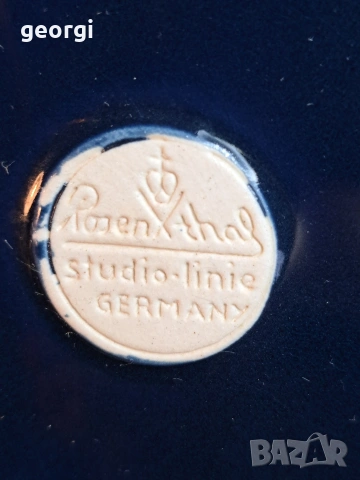 georgi
Rosenthal
studio-linie
GERMANY
BAZAR